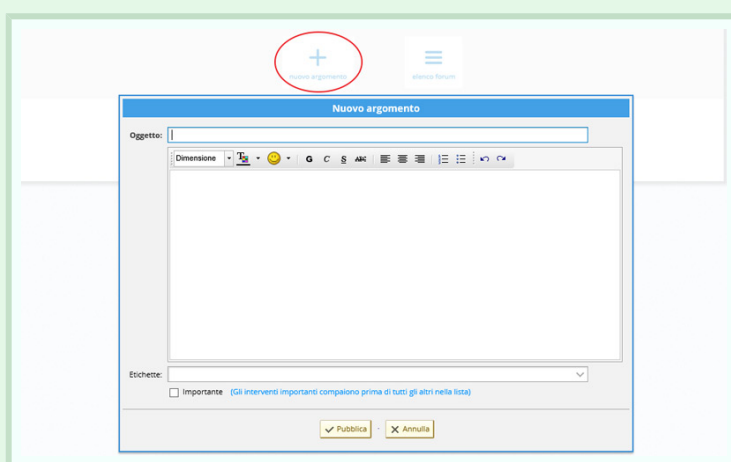 nuovo argomento
elenco forum
Nuovo argomento
Oggetto:
Dimensione T G C S ABC
Etichette:
Importante (Gli interventi importanti compaiono prima di tutti gli altri nella lista)
Pubblica - Annulla